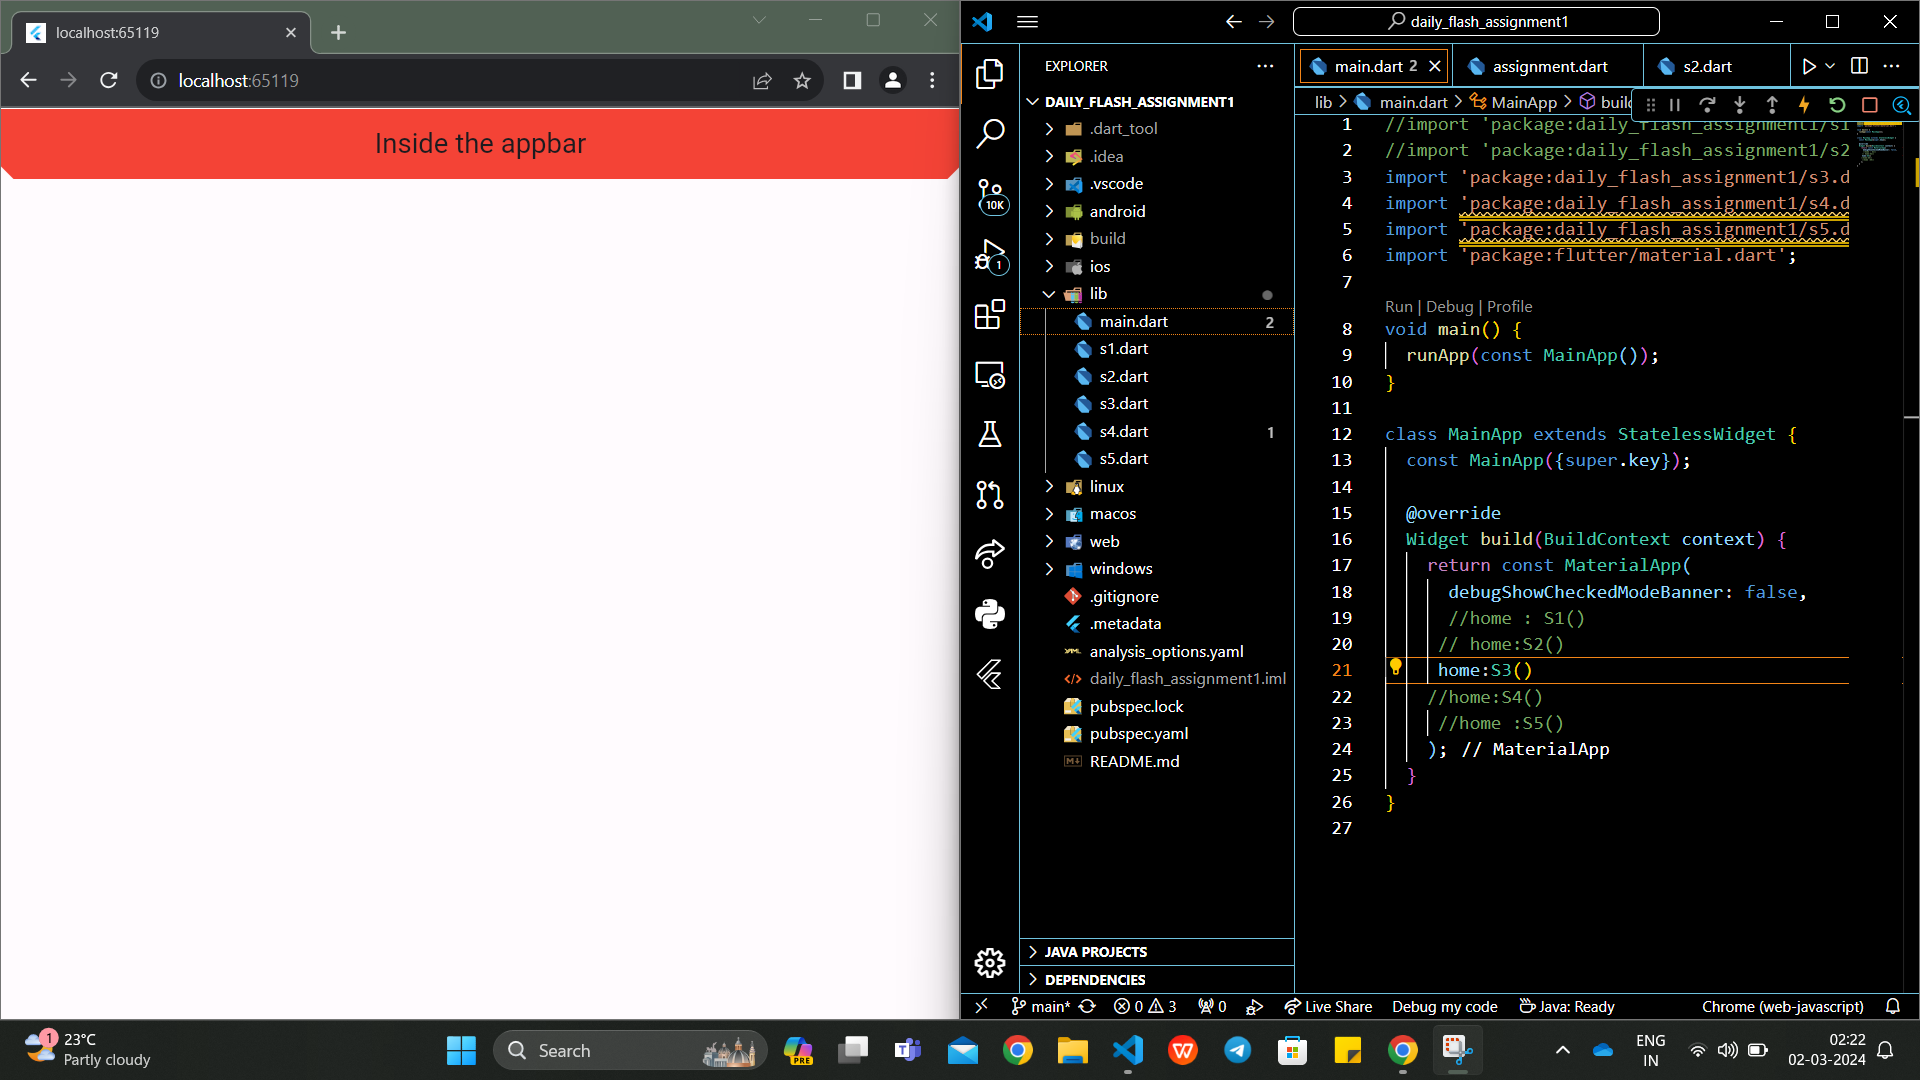 localhost:65119
localhost:65119
Inside the appbar
daily_flash_assignment1
EXPLORER
DAILY_FLASH_ASSIGNMENT1
.dart_tool
.idea
.vscode
android
build
ios
lib
main.dart 2
s1.dart
s2.dart
s3.dart
s4.dart 1
s5.dart
linux
macos
web
windows
.gitignore
.metadata
analysis_options.yaml
daily_flash_assignment1.iml
pubspec.lock
pubspec.yaml
README.md
JAVA PROJECTS
DEPENDENCIES
10K
1
main.dart 2
assignment.dart
s2.dart
lib > main.dart > MainApp > build
1 //import 'package:daily_flash_assignment1/s1
2 //import 'package:daily_flash_assignment1/s2
3 import 'package:daily_flash_assignment1/s3.d
4 import 'package:daily_flash_assignment1/s4.d
5 import 'package:daily_flash_assignment1/s5.d
6 import 'package:flutter/material.dart';
7
Run | Debug | Profile
8 void main() {
9 runApp(const MainApp());
10 }
11
12 class MainApp extends StatelessWidget {
13 const MainApp({super.key});
14
15 @override
16 Widget build(BuildContext context) {
17 return const MaterialApp(
18 debugShowCheckedModeBanner: false,
19 //home : S1()
20 // home:S2()
21 home:S3()
22 //home:S4()
23 //home :S5()
24 ); // MaterialApp
25 }
26 }
27
main* 0 3 0 Live Share Debug my code Java: Ready Chrome (web-javascript)
1
23°C
Partly cloudy
Search
PRE
ENG
IN
02:22
02-03-2024